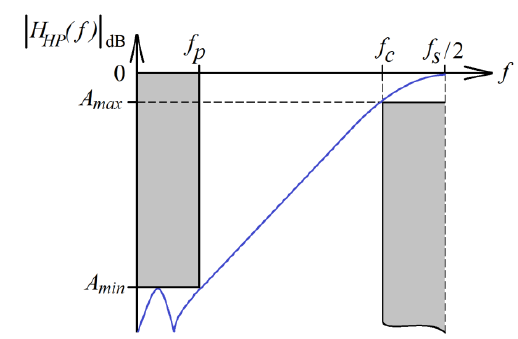 |H_HP(f)|_dB
f_p
f_c
f_s/2
0
f
A_max
A_min